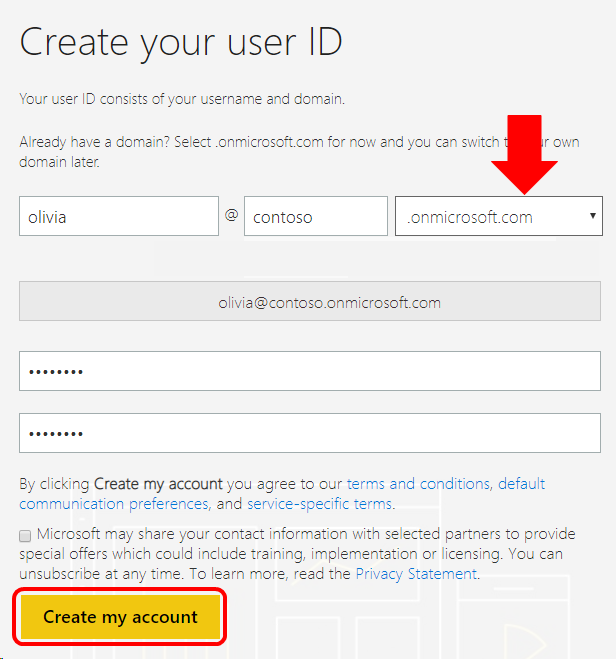 Create your user ID
Your user ID consists of your username and domain.
Already have a domain? Select .onmicrosoft.com for now and you can switch t ur own
domain later.
olivia @ contoso .onmicrosoft.com
olivia@contoso.onmicrosoft.com
••••••••
••••••••
By clicking Create my account you agree to our terms and conditions, default
communication preferences, and service-specific terms.
Microsoft may share your contact information with selected partners to provide
special offers which could include training, implementation or licensing. You can
unsubscribe at any time. To learn more, read the Privacy Statement.
Create my account